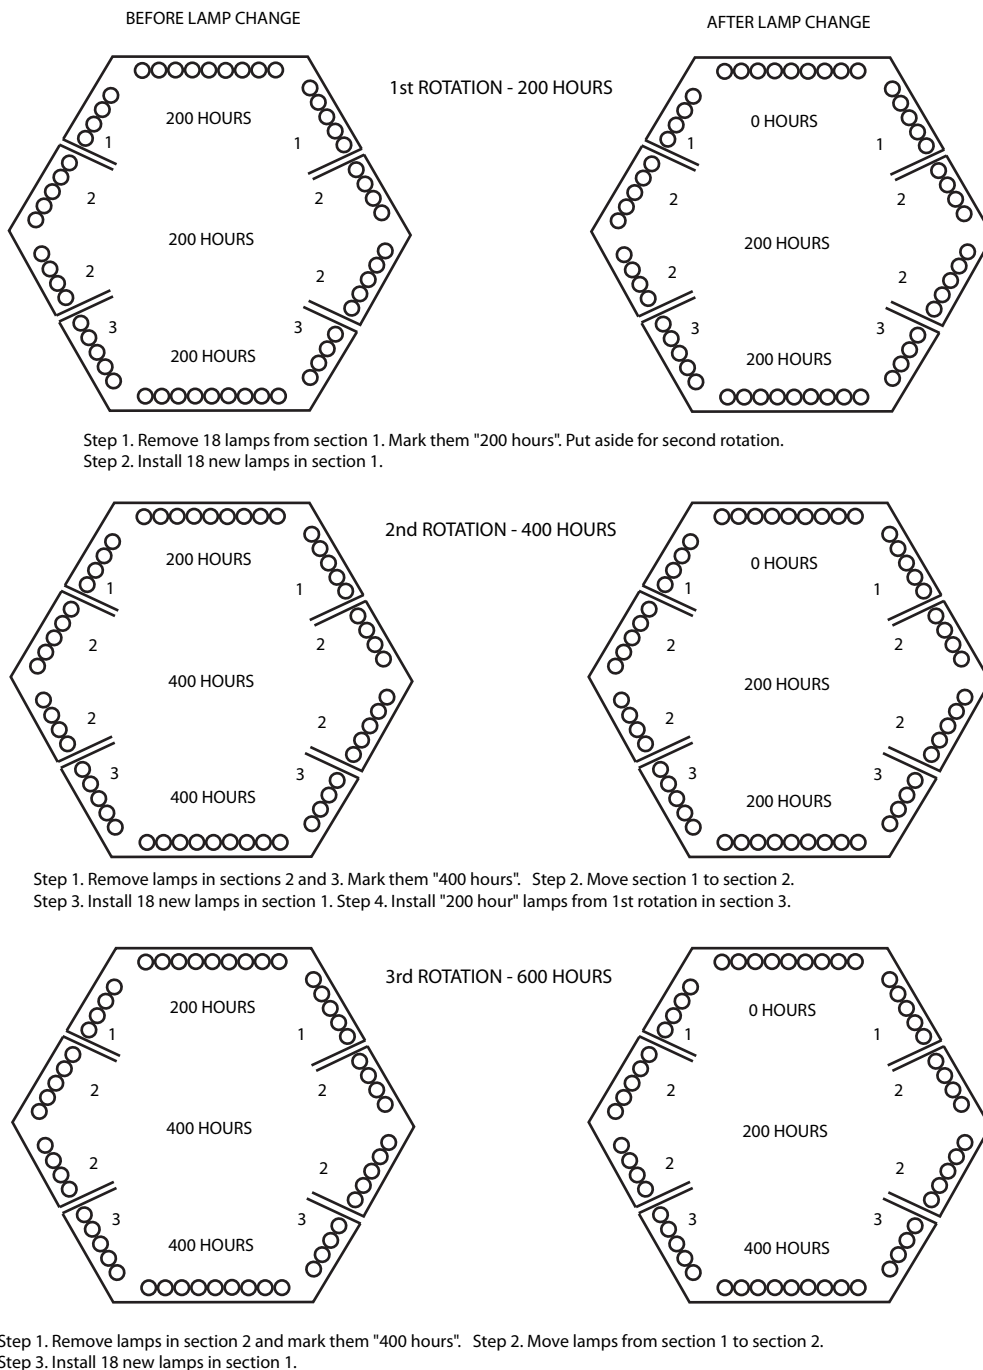 BEFORE LAMP CHANGE
AFTER LAMP CHANGE
1st ROTATION - 200 HOURS
200 HOURS
1
1
2
2
200 HOURS
2
2
3
3
200 HOURS
0 HOURS
1
1
2
2
200 HOURS
2
2
3
3
200 HOURS
Step 1. Remove 18 lamps from section 1. Mark them "200 hours". Put aside for second rotation.
Step 2. Install 18 new lamps in section 1.
2nd ROTATION - 400 HOURS
200 HOURS
1
1
2
2
400 HOURS
2
2
3
3
400 HOURS
0 HOURS
1
1
2
2
200 HOURS
2
2
3
3
200 HOURS
Step 1. Remove lamps in sections 2 and 3. Mark them "400 hours". Step 2. Move section 1 to section 2.
Step 3. Install 18 new lamps in section 1. Step 4. Install "200 hour" lamps from 1st rotation in section 3.
3rd ROTATION - 600 HOURS
200 HOURS
1
1
2
2
400 HOURS
2
2
3
3
400 HOURS
0 HOURS
1
1
2
2
200 HOURS
2
2
3
3
400 HOURS
Step 1. Remove lamps in section 2 and mark them "400 hours". Step 2. Move lamps from section 1 to section 2.
Step 3. Install 18 new lamps in section 1.